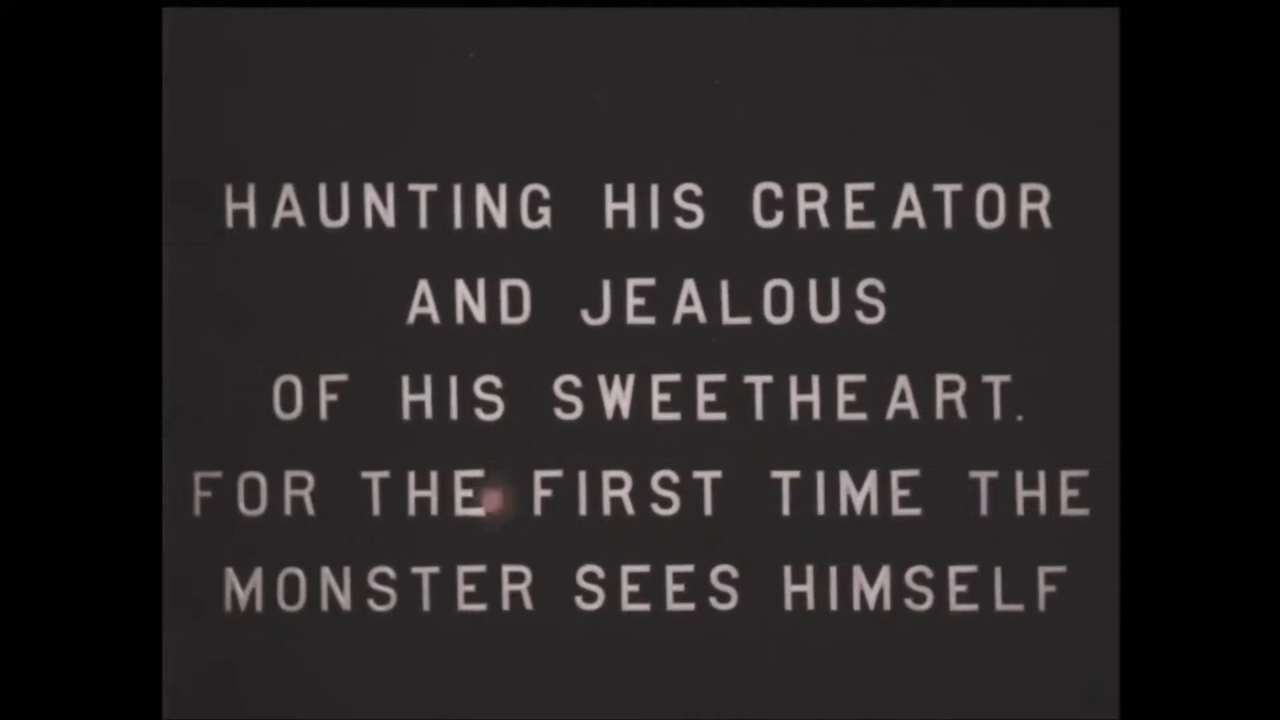 HAUNTING HIS CREATOR
AND JEALOUS
OF HIS SWEETHEART.
FOR THE FIRST TIME THE
MONSTER SEES HIMSELF